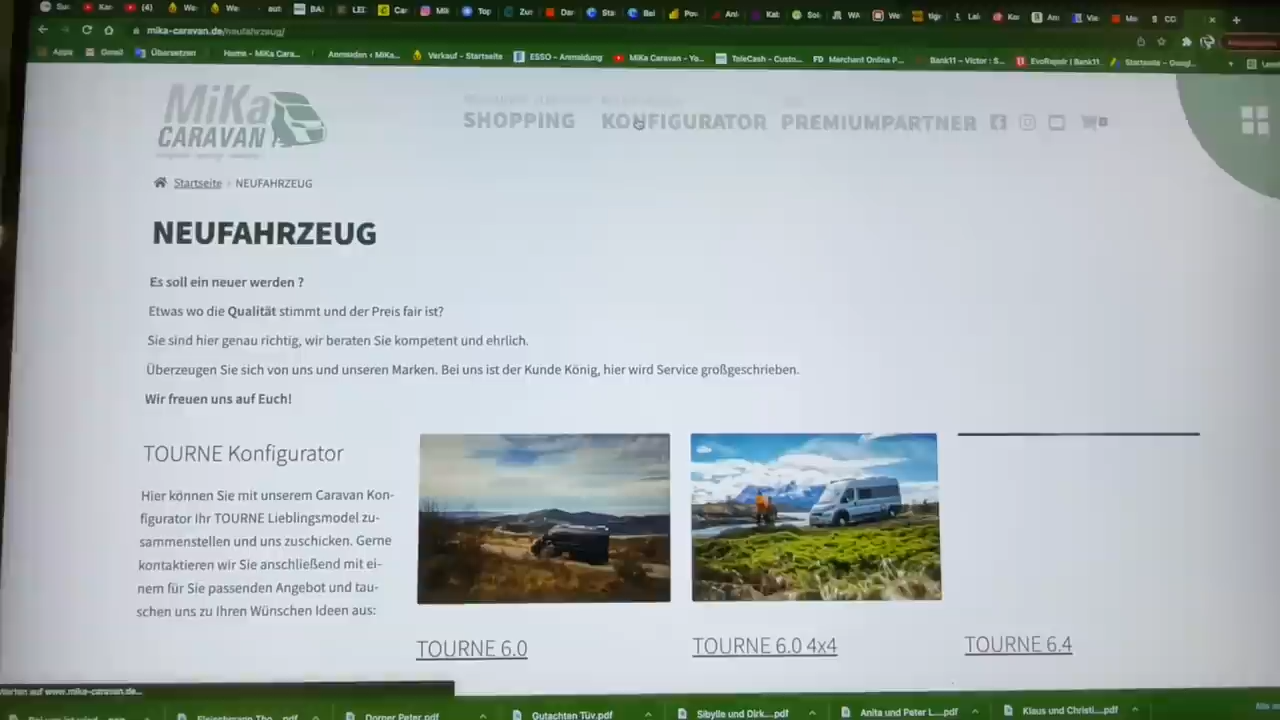 (4)
mika-caravan.de/neufahrzeug/
Apps
Gmail
Übersetzen
Home – MiKa Cara...
Anmelden ‹ MiKa...
Verkauf – Startseite
ESSO – Anmeldung
MiKa Caravan – Yo...
TeleCash – Custo...
FD Merchant Online P...
Bank11 – Victor : S...
EvoRepair | Bank11
Startseite – Googl...
MiKa
CARAVAN
SHOPPING
KONFIGURATOR
PREMIUMPARTNER
Startseite › NEUFAHRZEUG
NEUFAHRZEUG
Es soll ein neuer werden ?
Etwas wo die Qualität stimmt und der Preis fair ist?
Sie sind hier genau richtig, wir beraten Sie kompetent und ehrlich.
Überzeugen Sie sich von uns und unseren Marken. Bei uns ist der Kunde König, hier wird Service großgeschrieben.
Wir freuen uns auf Euch!
TOURNE Konfigurator
Hier können Sie mit unserem Caravan Kon-
figurator Ihr TOURNE Lieblingsmodel zu-
sammenstellen und uns zuschicken. Gerne
kontaktieren wir Sie anschließend mit ei-
nem für Sie passenden Angebot und tau-
schen uns zu Ihren Wünschen Ideen aus:
TOURNE 6.0
TOURNE 6.0 4x4
TOURNE 6.4
Warten auf www.mika-caravan.de...
Fleischmann Tho....pdf
Dorner Peter.pdf
Gutachten Tüv.pdf
Sibylle und Dirk....pdf
Anita und Peter L....pdf
Klaus und Christi....pdf